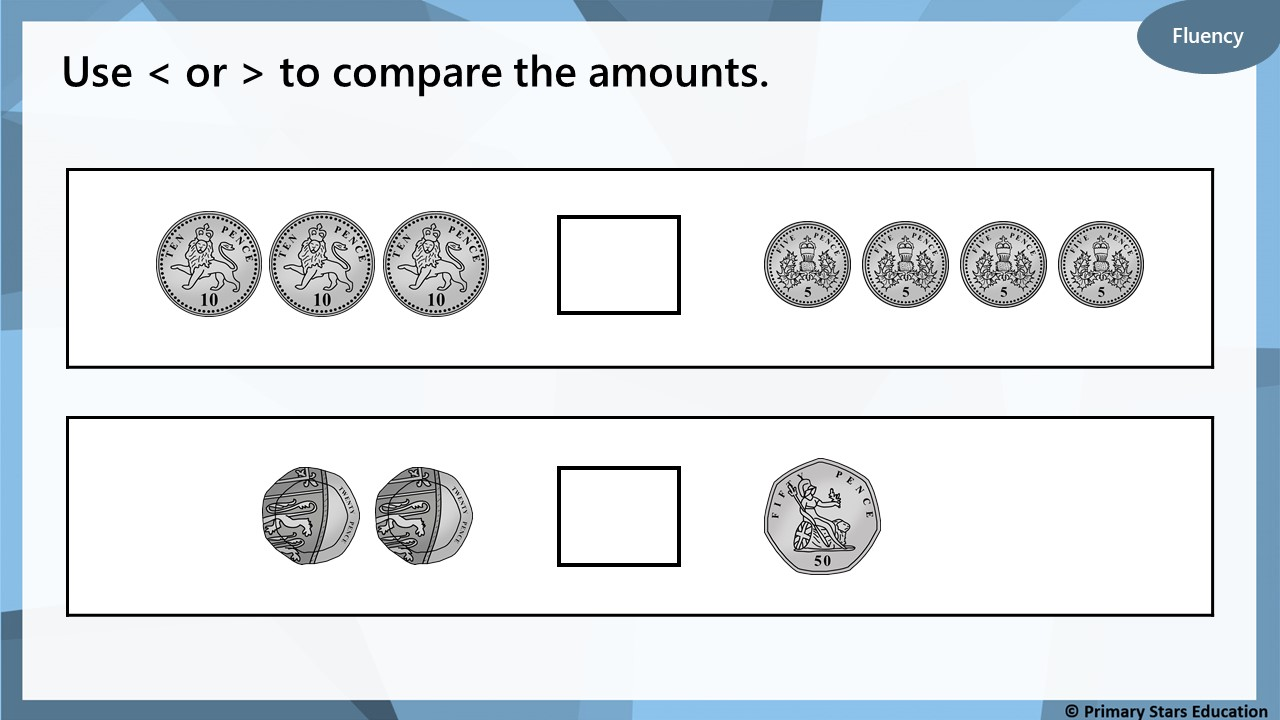 Fluency
Use < or > to compare the amounts.
TEN PENCE
10
TEN PENCE
10
TEN PENCE
10
FIVE PENCE
5
FIVE PENCE
5
FIVE PENCE
5
FIVE PENCE
5
TWENTY PENCE
TWENTY PENCE
FIFTY PENCE
50
© Primary Stars Education